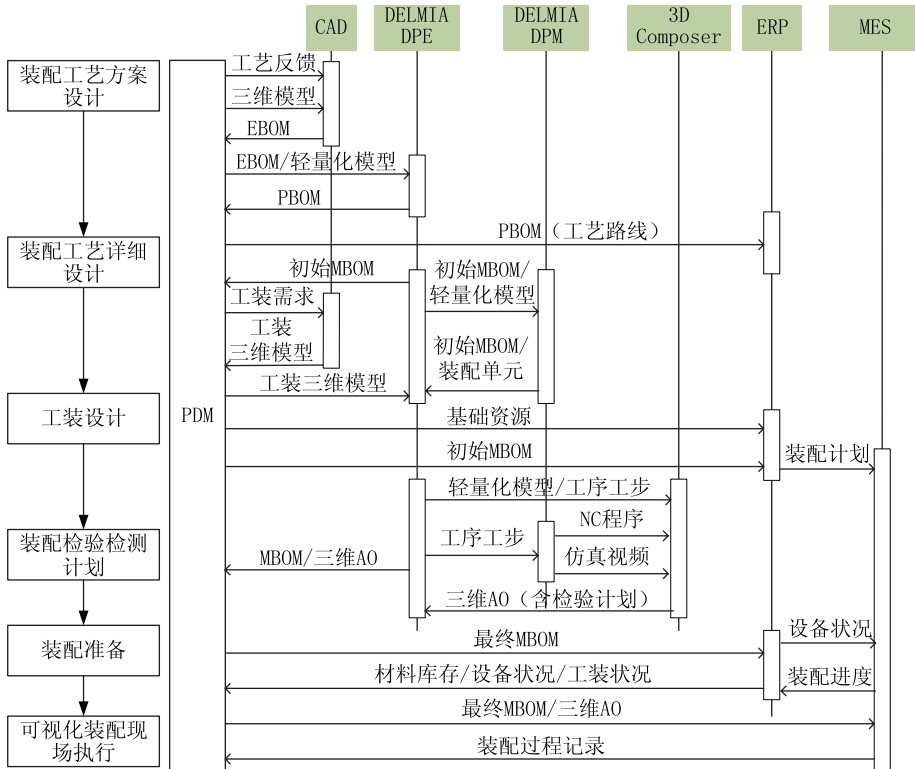 CAD
DELMIA
DPE
DELMIA
DPM
3D
Composer
ERP
MES
装配工艺方案
设计
装配工艺详细
设计
工装设计
装配检验检测
计划
装配准备
可视化装配现
场执行
PDM
工艺反馈
三维模型
EBOM
EBOM/轻量化模型
PBOM
PBOM（工艺路线）
初始MBOM
初始MBOM/
轻量化模型
工装需求
工装
三维模型
初始MBOM/
装配单元
工装三维模型
基础资源
初始MBOM
装配计划
轻量化模型/工序工步
NC程序
工序工步
仿真视频
MBOM/三维AO
三维AO（含检验计划）
最终MBOM
设备状况
材料库存/设备状况/工装状况
装配进度
最终MBOM/三维AO
装配过程记录